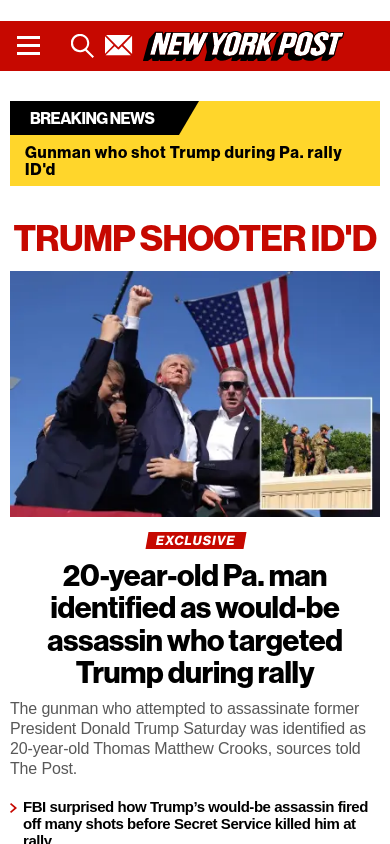 NEW YORK POST
BREAKING NEWS
Gunman who shot Trump during Pa. rally
ID'd
TRUMP SHOOTER ID'D
EXCLUSIVE
20-year-old Pa. man
identified as would-be
assassin who targeted
Trump during rally
The gunman who attempted to assassinate former
President Donald Trump Saturday was identified as
20-year-old Thomas Matthew Crooks, sources told
The Post.
FBI surprised how Trump’s would-be assassin fired
off many shots before Secret Service killed him at
rally